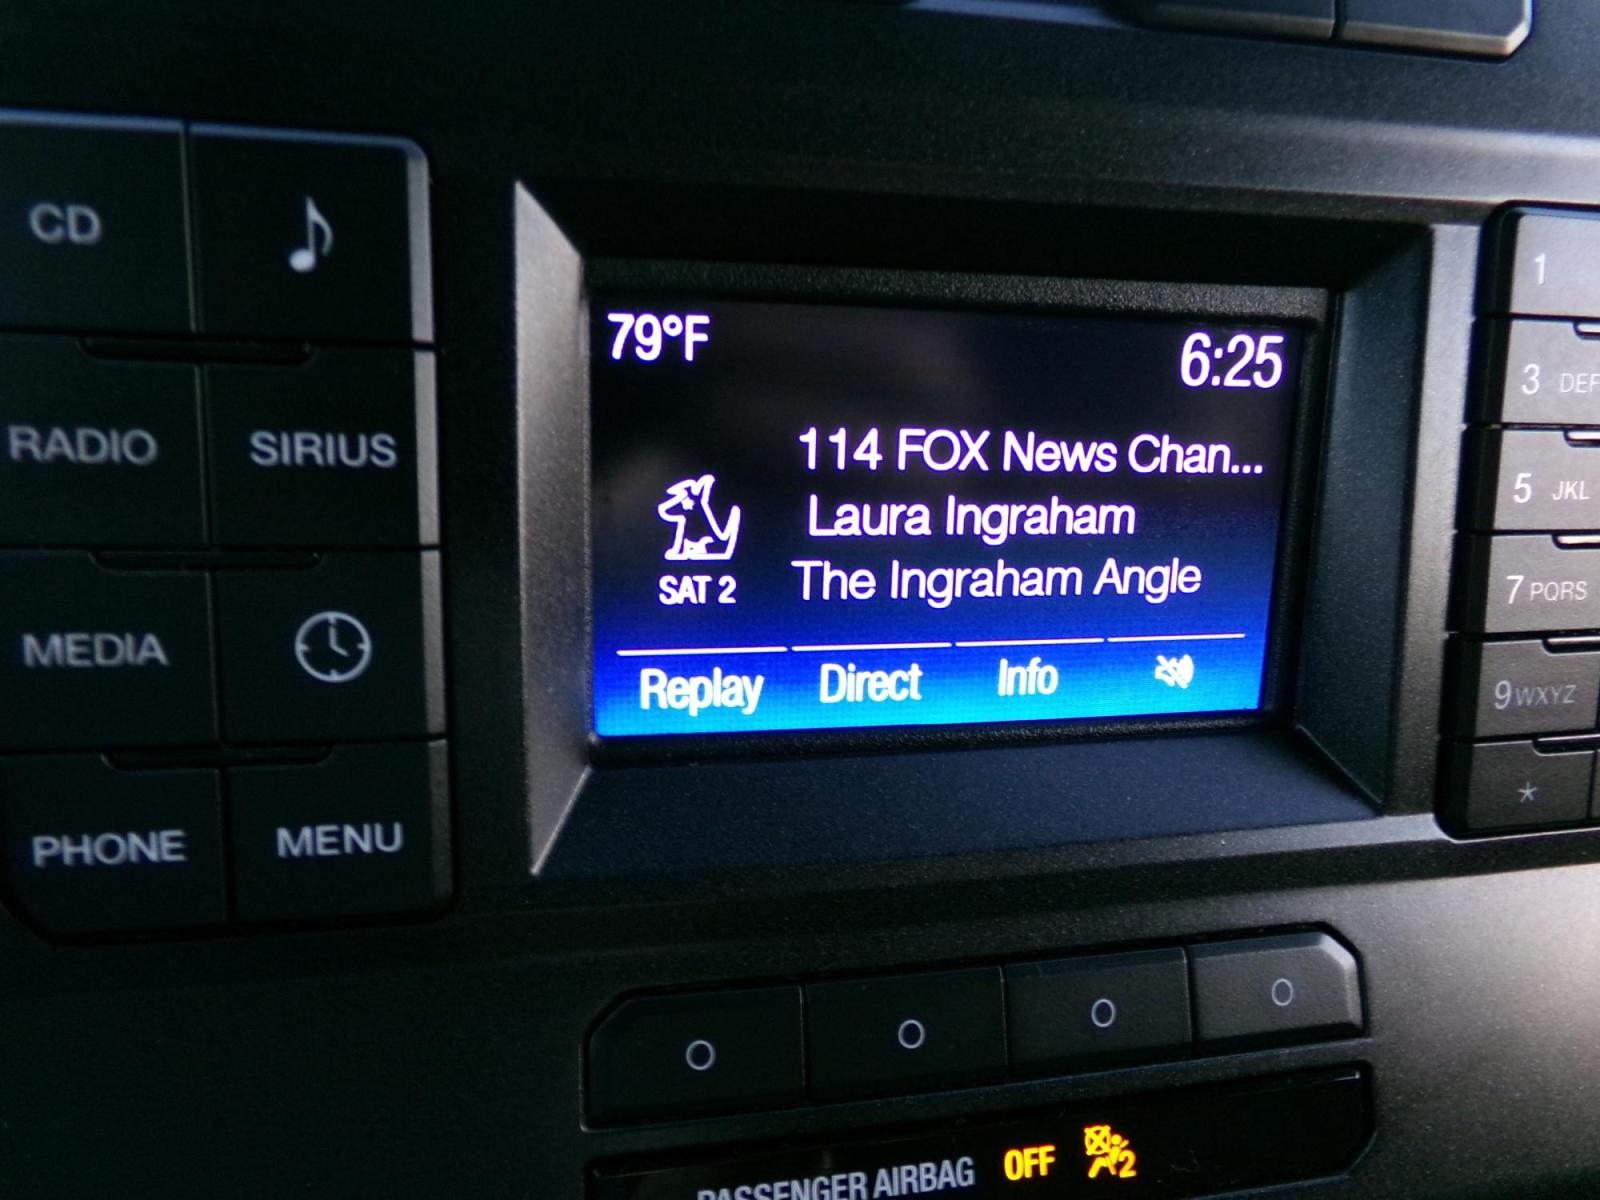 CD
RADIO SIRIUS
MEDIA
PHONE MENU
79°F 6:25
114 FOX News Chan...
Laura Ingraham
SAT 2
The Ingraham Angle
Replay Direct Info
1
3 DEF
5 JKL
7 PQRS
9 WXYZ
*
PASSENGER AIRBAG OFF 2